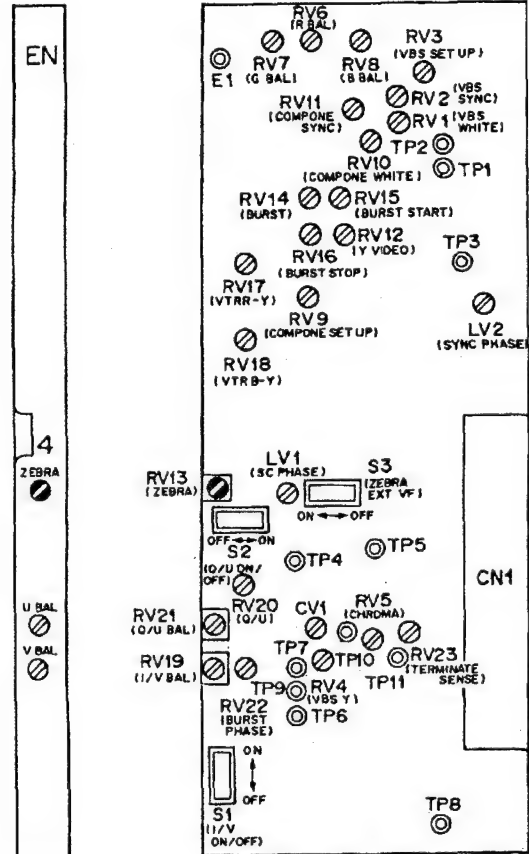 EN
4
ZEBRA
U BAL
V BAL
RV6
(R BAL)
RV7
(G BAL)
RV8
(B BAL)
RV3
(VBS SET UP)
E1
RV2 (VBS
SYNC)
RV11
(COMPONE
SYNC)
RV1 (VBS
WHITE)
TP2
RV10
(COMPONE WHITE)
TP1
RV14
(BURST)
RV15
(BURST START)
RV12
(Y VIDEO)
RV16
(BURST STOP)
TP3
RV17
(VTRR-Y)
RV9
(COMPONE SET UP)
LV2
(SYNC PHASE)
RV18
(VTRB-Y)
LV1
(SC PHASE)
S3
(ZEBRA
EXT VF)
RV13
(ZEBRA)
ON OFF
OFF ON
S2
(Q/U ON/
OFF)
TP4
TP5
CN1
RV20
(Q/U)
RV21
(Q/U BAL)
CV1
RV5
(CHROMA)
RV19
(I/V BAL)
TP7
TP10
RV23
(TERMINATE
SENSE)
TP11
TP9
RV4
(VBS Y)
RV22
(BURST
PHASE)
TP6
ON
OFF
S1
(I/V
ON/OFF)
TP8